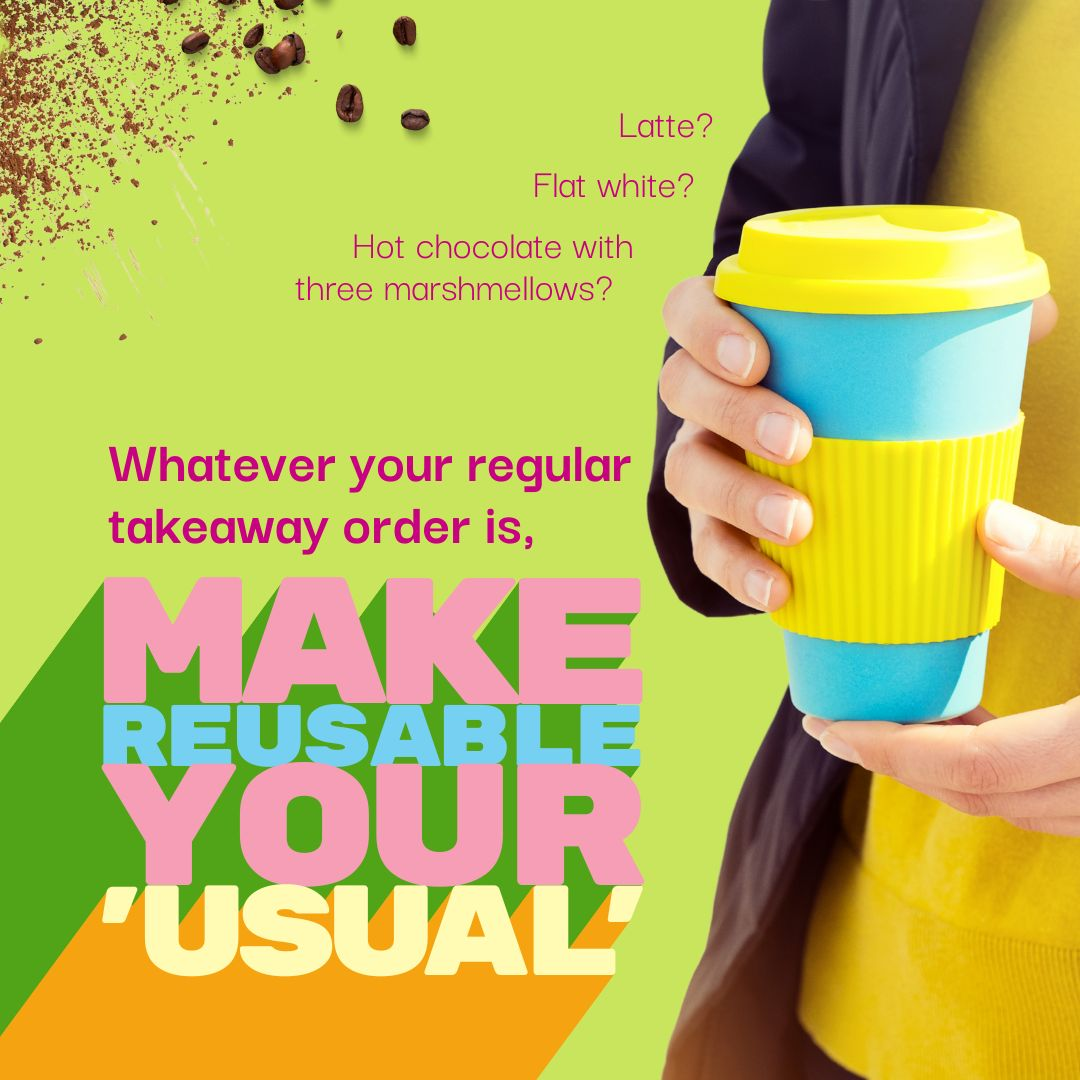 Latte?
Flat white?
Hot chocolate with
three marshmellows?
Whatever your regular
takeaway order is,
MAKE
REUSABLE
YOUR
'USUAL'